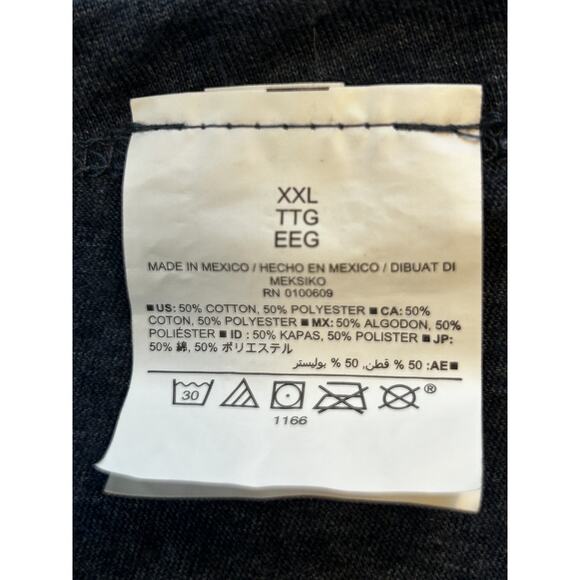 XXL
TTG
EEG
MADE IN MEXICO / HECHO EN MEXICO / DIBUAT DI
MEKSIKO
RN 0100609
■ US: 50% COTTON, 50% POLYESTER ■ CA: 50%
COTON, 50% POLYESTER ■ MX: 50% ALGODON, 50%
POLIÉSTER ■ ID : 50% KAPAS, 50% POLISTER ■ JP:
50% 綿, 50% ポリエステル
■ AE: 50 % قطن, 50 % بوليستر
30
®
1166